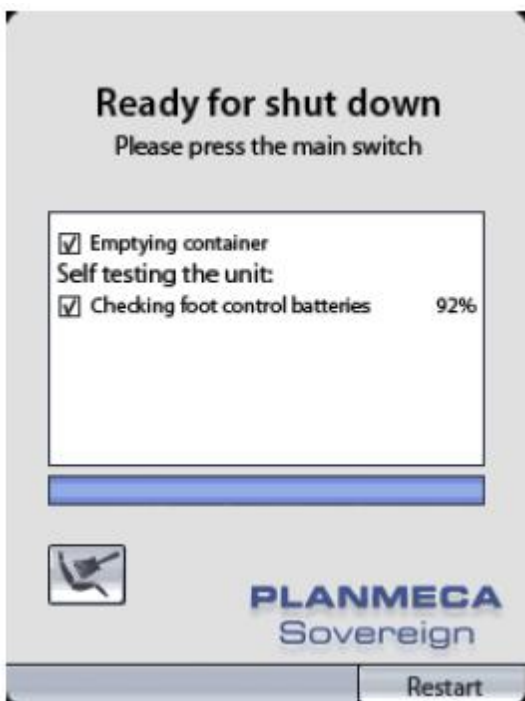 Ready for shut down
Please press the main switch
Emptying container
Self testing the unit:
Checking foot control batteries 92%
PLANMECA
Sovereign
Restart